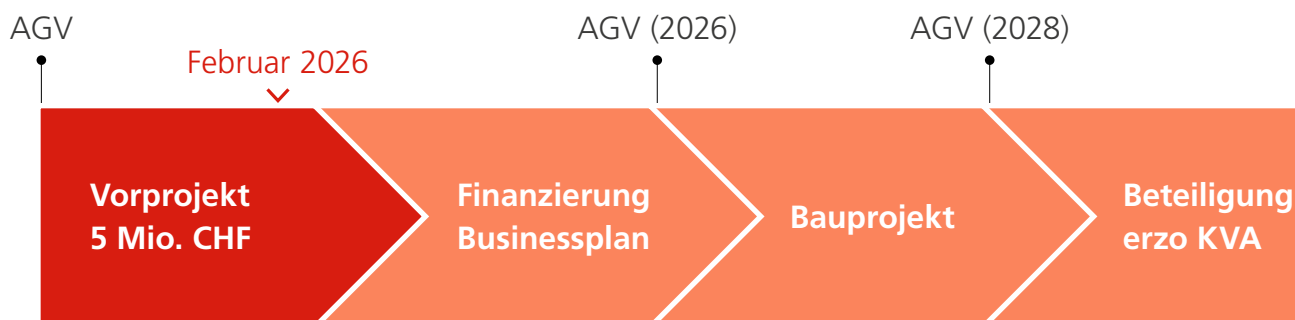 AGV
Februar 2026
AGV (2026)
AGV (2028)
Vorprojekt
5 Mio. CHF
Finanzierung
Businessplan
Bauprojekt
Beteiligung
erzo KVA